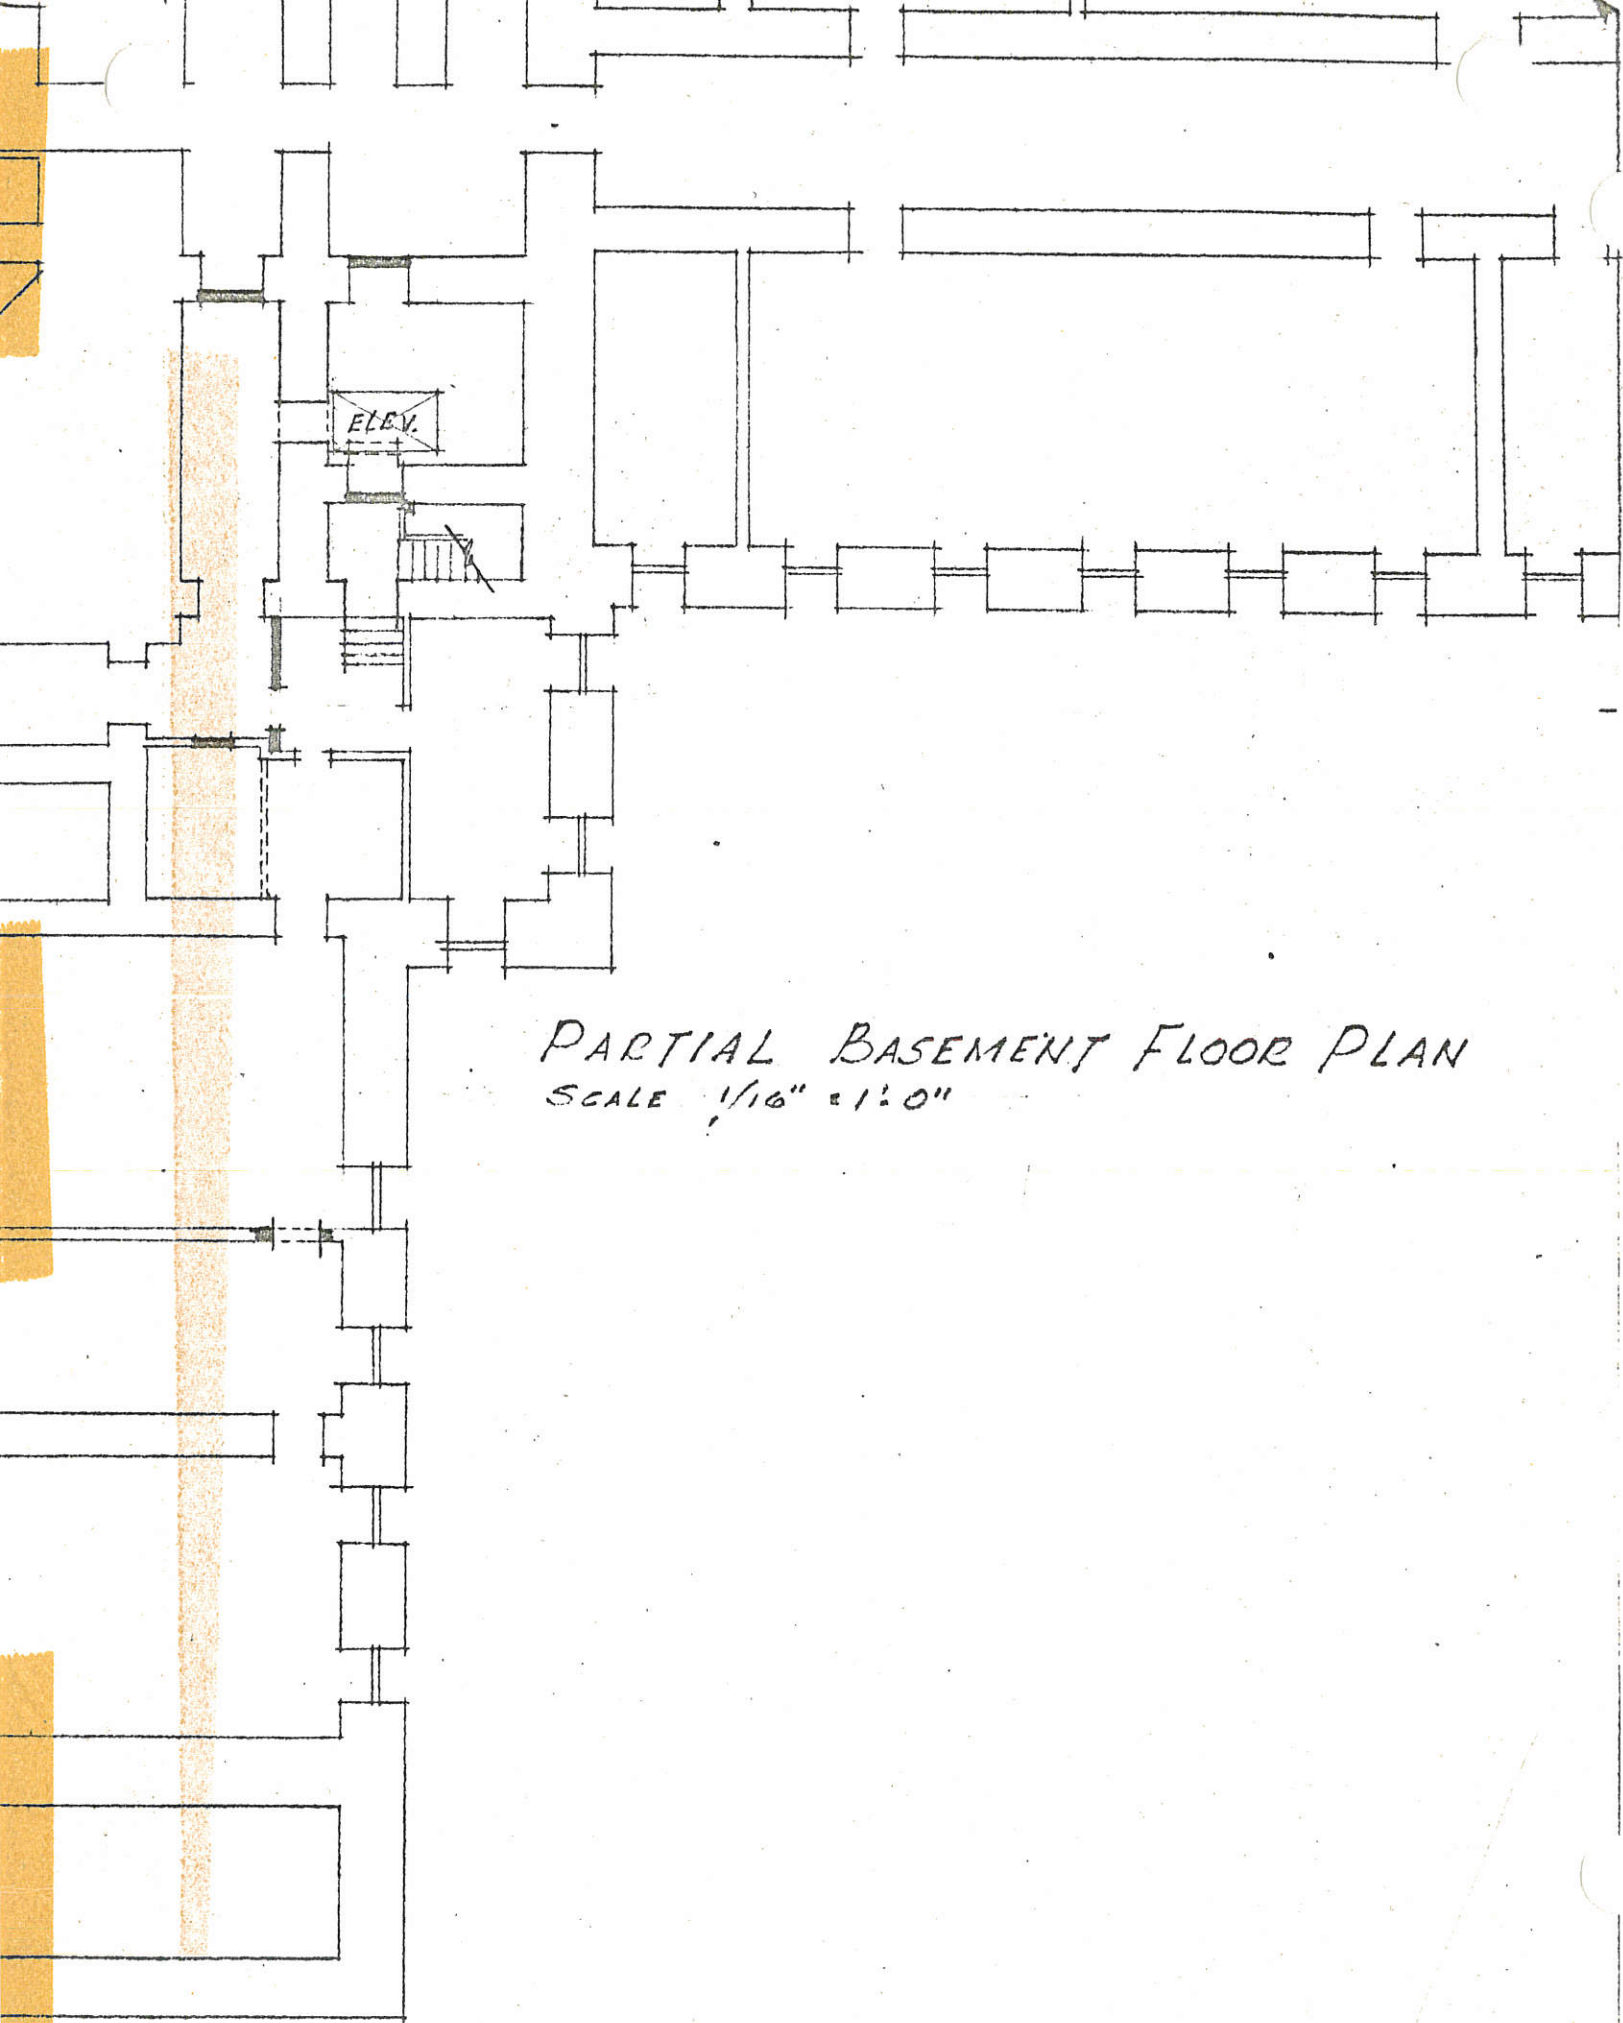 ELEV.
PARTIAL BASEMENT FLOOR PLAN
SCALE 1/16" = 1'-0"